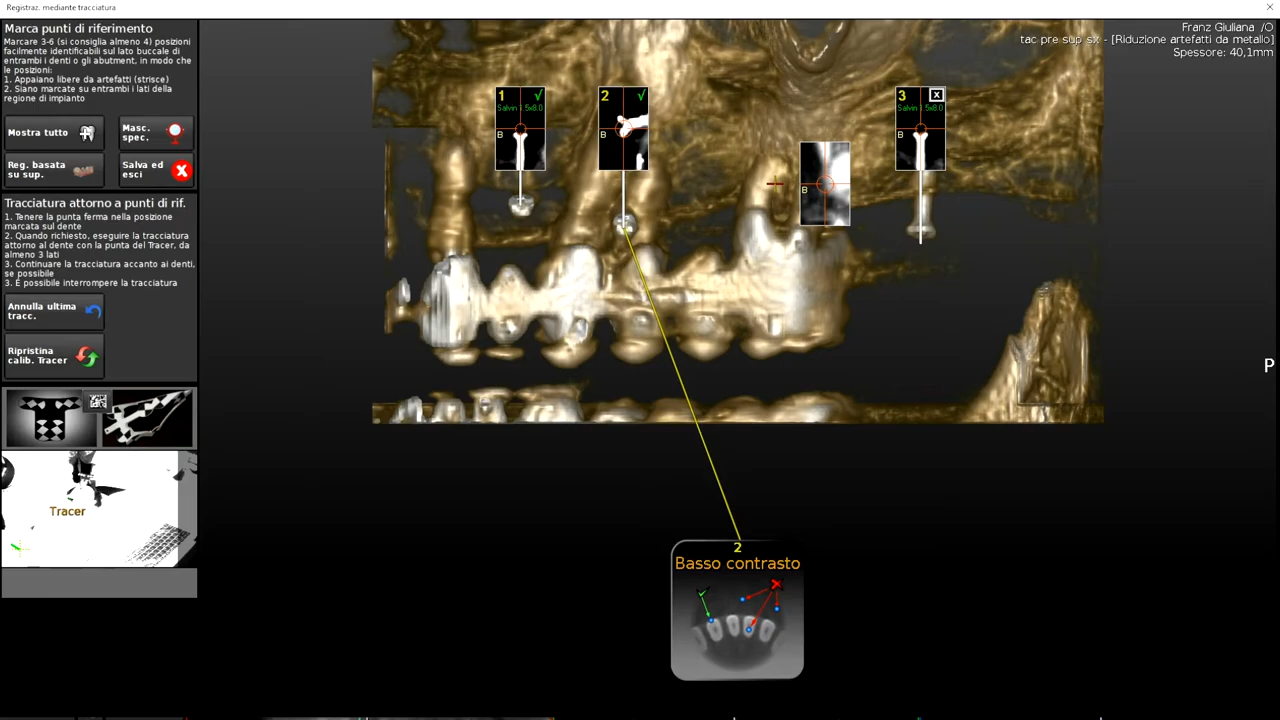 Registraz. mediante tracciatura
Marca punti di riferimento
Marcare 3-6 (si consiglia almeno 4) posizioni
facilmente identificabili sul lato buccale di
entrambi i denti o gli abutment, in modo che
le posizioni:
1. Appaiano libere da artefatti (strisce)
2. Siano marcate su entrambi i lati della
regione di impianto
Mostra tutto
Masc.
spec.
Reg. basata
su sup.
Salva ed
esci
Tracciatura attorno a punti di rif.
1. Tenere la punta ferma nella posizione
marcata sul dente
2. Quando richiesto, eseguire la tracciatura
attorno al dente con la punta del Tracer, da
almeno 3 lati
3. Continuare la tracciatura accanto ai denti,
se possibile
3. È possibile interrompere la tracciatura
Annulla ultima
tracc.
Ripristina
calib. Tracer
Tracer
Franz Giuliana /O
tac pre sup sx - [Riduzione artefatti da metallo]
Spessore: 40,1mm
1
B
2
B
3
B
B
P
2
Basso contrasto